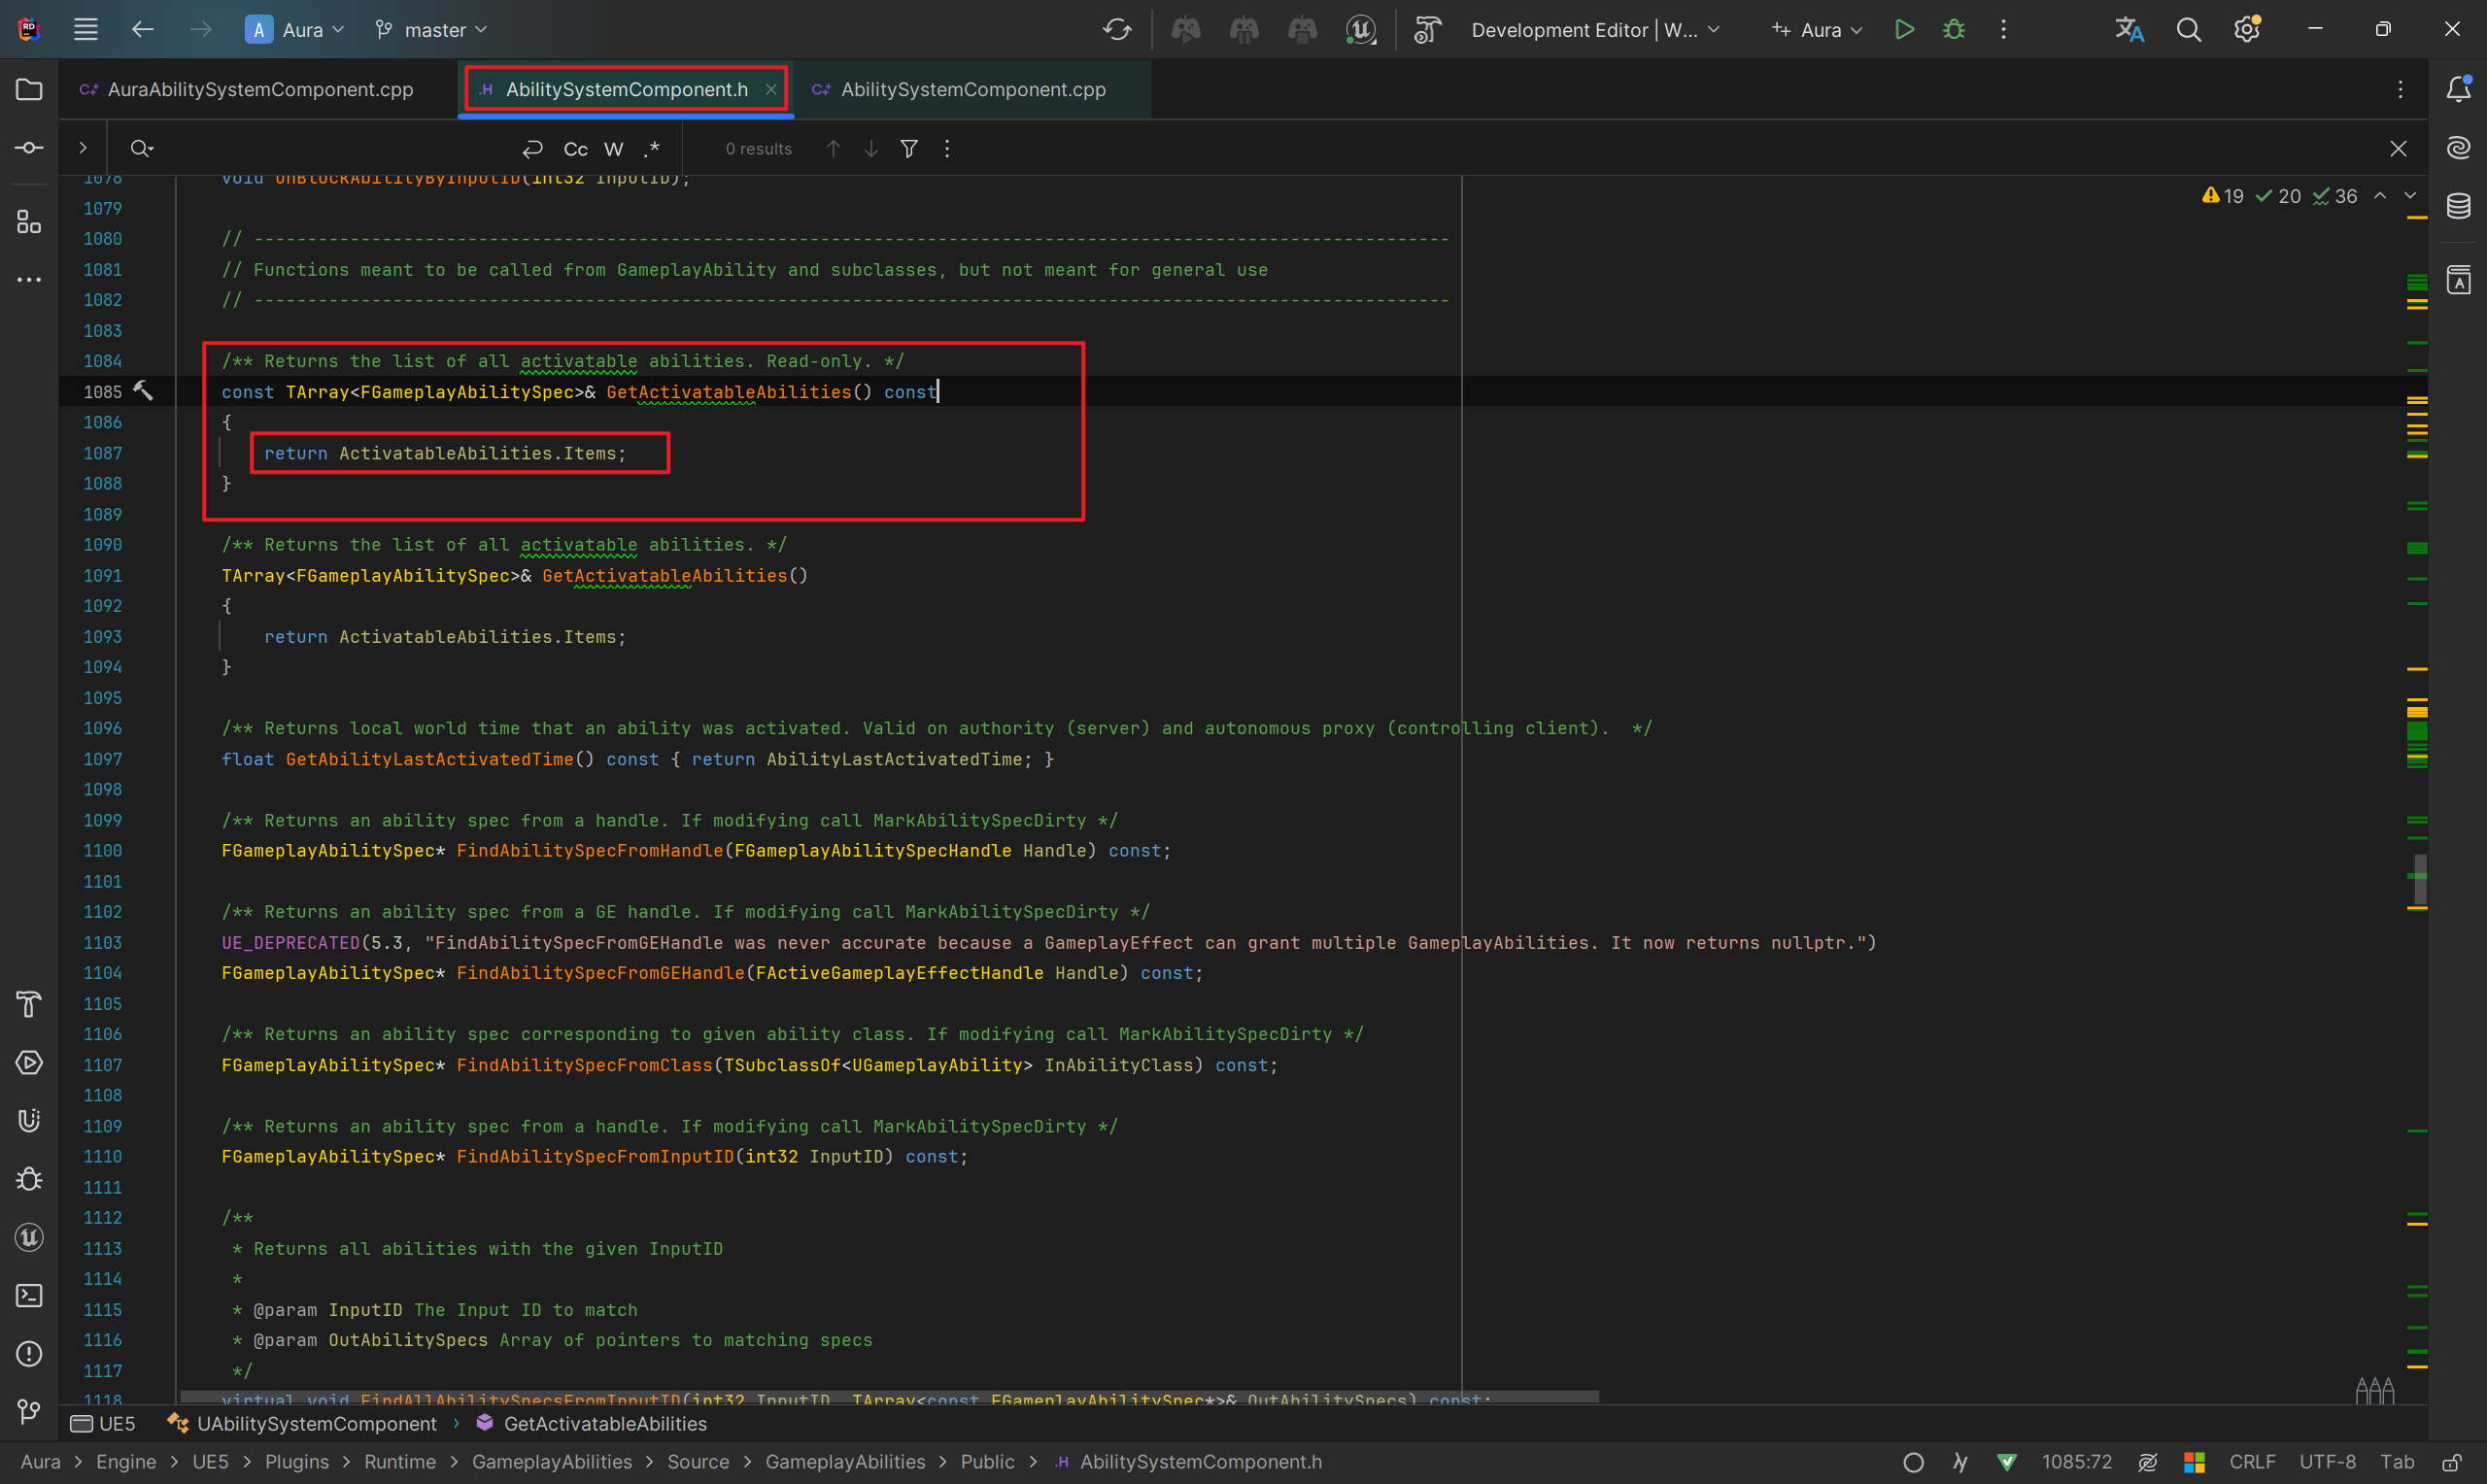 A Aura master Development Editor | W... Aura
AuraAbilitySystemComponent.cpp .H AbilitySystemComponent.h AbilitySystemComponent.cpp
Cc W .* 0 results
1078 void UnBlockAbilityByInputID(int32 InputID);
19 20 36
1079
1080 // ----------------------------------------------------------------------------------------------------------------
1081 // Functions meant to be called from GameplayAbility and subclasses, but not meant for general use
1082 // ----------------------------------------------------------------------------------------------------------------
1083
1084 /** Returns the list of all activatable abilities. Read-only. */
1085 const TArray<FGameplayAbilitySpec>& GetActivatableAbilities() const
1086 {
1087 return ActivatableAbilities.Items;
1088 }
1089
1090 /** Returns the list of all activatable abilities. */
1091 TArray<FGameplayAbilitySpec>& GetActivatableAbilities()
1092 {
1093 return ActivatableAbilities.Items;
1094 }
1095
1096 /** Returns local world time that an ability was activated. Valid on authority (server) and autonomous proxy (controlling client).  */
1097 float GetAbilityLastActivatedTime() const { return AbilityLastActivatedTime; }
1098
1099 /** Returns an ability spec from a handle. If modifying call MarkAbilitySpecDirty */
1100 FGameplayAbilitySpec* FindAbilitySpecFromHandle(FGameplayAbilitySpecHandle Handle) const;
1101
1102 /** Returns an ability spec from a GE handle. If modifying call MarkAbilitySpecDirty */
1103 UE_DEPRECATED(5.3, "FindAbilitySpecFromGEHandle was never accurate because a GameplayEffect can grant multiple GameplayAbilities. It now returns nullptr.")
1104 FGameplayAbilitySpec* FindAbilitySpecFromGEHandle(FActiveGameplayEffectHandle Handle) const;
1105
1106 /** Returns an ability spec corresponding to given ability class. If modifying call MarkAbilitySpecDirty */
1107 FGameplayAbilitySpec* FindAbilitySpecFromClass(TSubclassOf<UGameplayAbility> InAbilityClass) const;
1108
1109 /** Returns an ability spec from a handle. If modifying call MarkAbilitySpecDirty */
1110 FGameplayAbilitySpec* FindAbilitySpecFromInputID(int32 InputID) const;
1111
1112 /**
1113 * Returns all abilities with the given InputID
1114 *
1115 * @param InputID The Input ID to match
1116 * @param OutAbilitySpecs Array of pointers to matching specs
1117 */
1118 virtual void FindAllAbilitySpecsFromInputID(int32 InputID, TArray<const FGameplayAbilitySpec*>& OutAbilitySpecs) const;
UE5 UAbilitySystemComponent › GetActivatableAbilities
Aura > Engine > UE5 > Plugins > Runtime > GameplayAbilities > Source > GameplayAbilities > Public > .H AbilitySystemComponent.h 1085:72 CRLF UTF-8 Tab